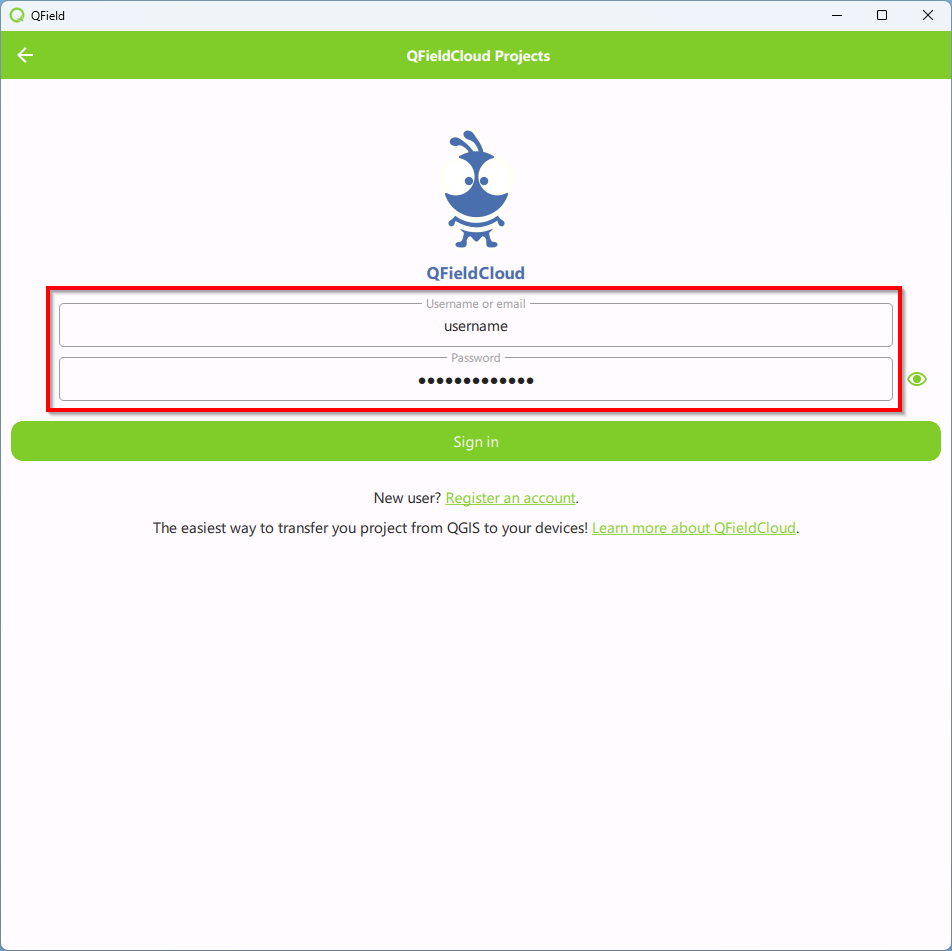 QField
QFieldCloud Projects
QFieldCloud
Username or email
username
Password
●●●●●●●●●●●●●
Sign in
New user? Register an account.
The easiest way to transfer you project from QGIS to your devices! Learn more about QFieldCloud.